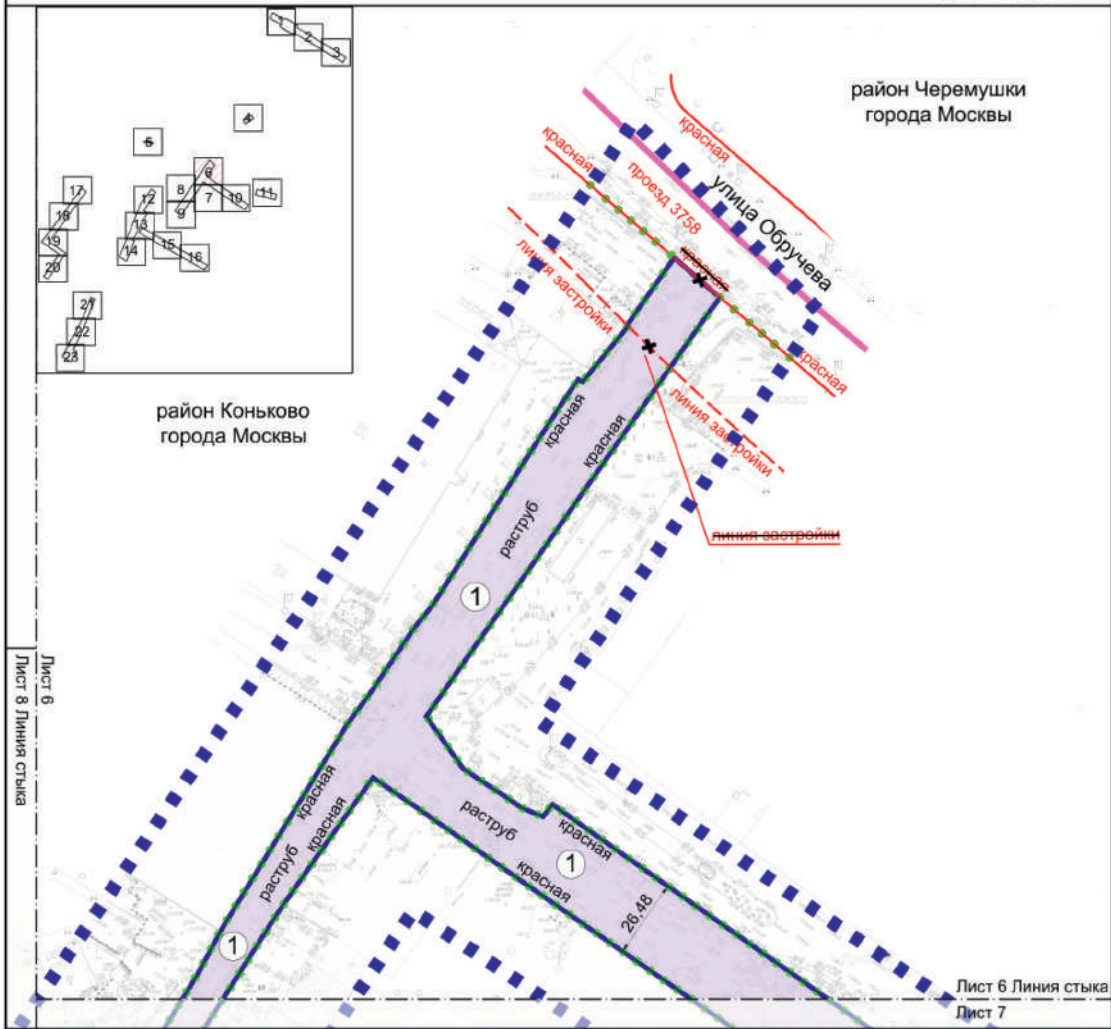 1
2
3
4
5
6
7
8
9
10
11
12
13
14
15
16
17
18
19
20
21
22
23
район Черемушки
города Москвы
красная
красная
проезд 3758
улица Обручева
красная
линия застройки
красная
линия застройки
линия застройки
район Коньково
города Москвы
красная
красная
раструб
1
Лист 6
Лист 8 Линия стыка
красная
красная
раструб
1
раструб
красная
красная
1
26,48
Лист 6 Линия стыка
Лист 7